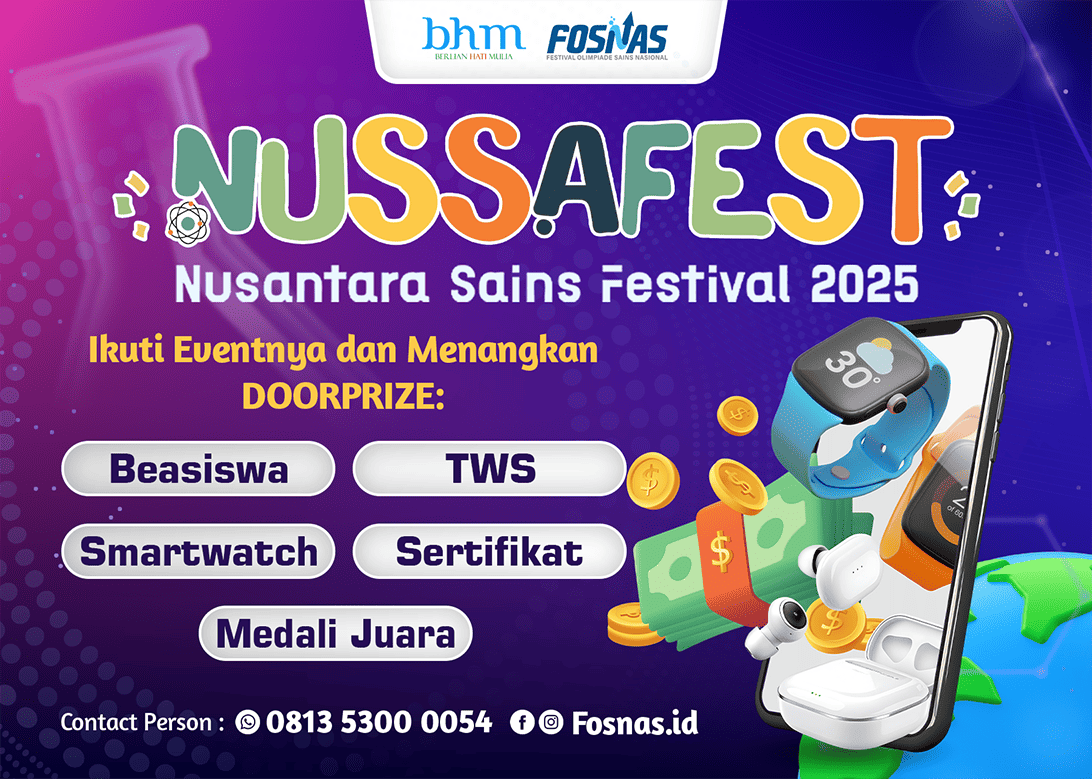 bhm
BERLIAN HATI MULIA
FOSNAS
FESTIVAL OLIMPIADE SAINS NASIONAL
NUSSAFEST
Nusantara Sains Festival 2025
Ikuti Eventnya dan Menangkan
DOORPRIZE:
Beasiswa
TWS
Smartwatch
Sertifikat
Medali Juara
30°
Contact Person : 0813 5300 0054 Fosnas.id